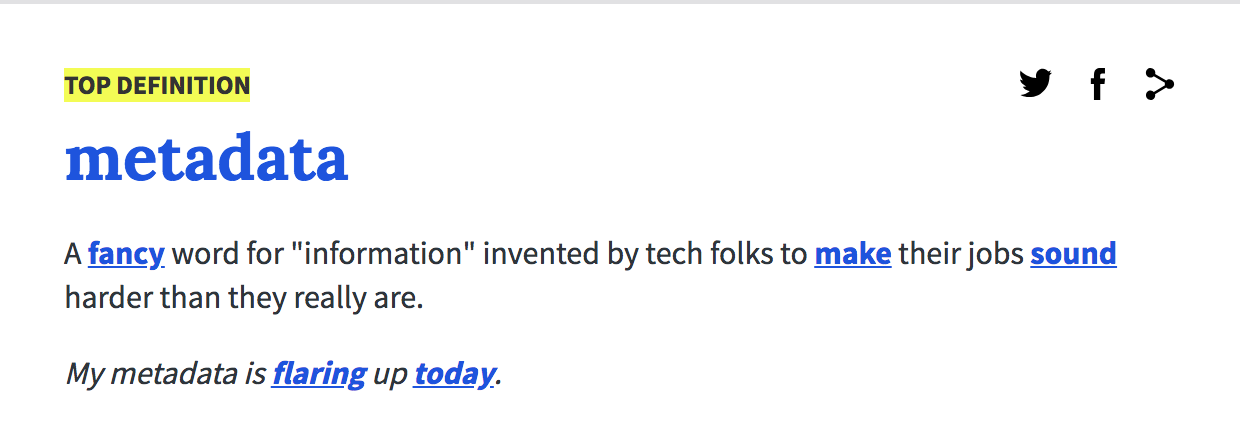 TOP DEFINITION
metadata
A fancy word for "information" invented by tech folks to make their jobs sound
harder than they really are.
My metadata is flaring up today.